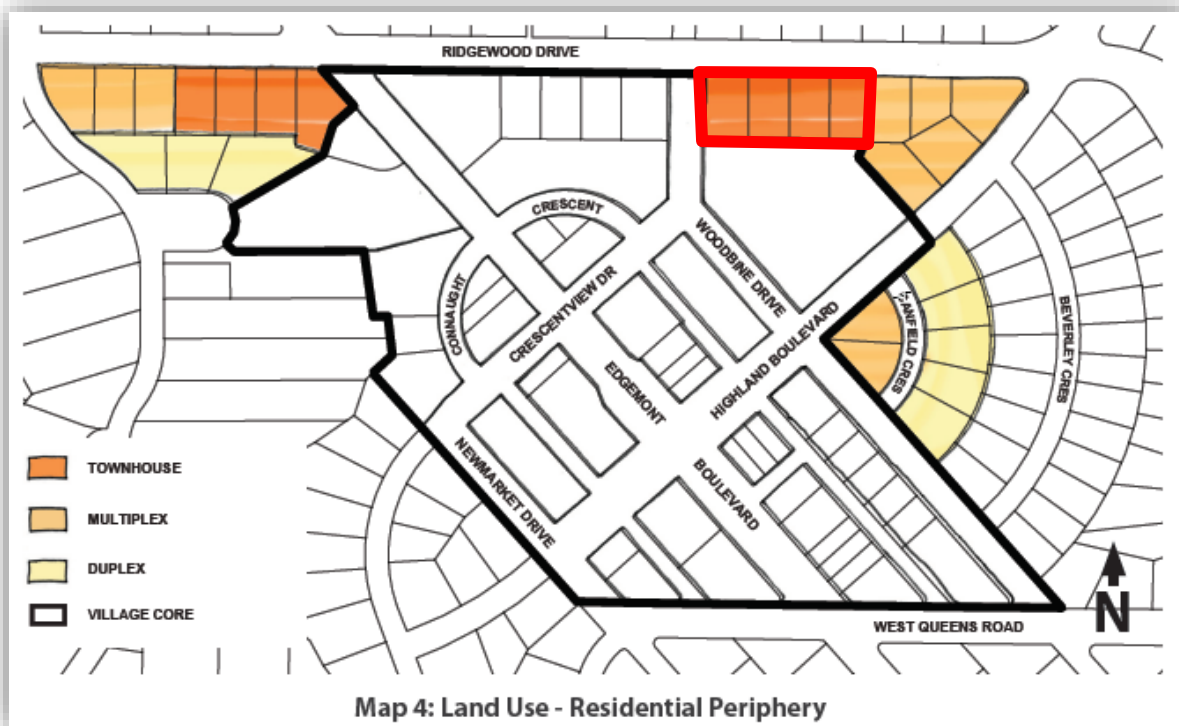 RIDGEWOOD DRIVE
CRESCENT
WOODBINE DRIVE
CONNAUGHT
CRESCENTVIEW DR
EDGEMONT
HIGHLAND BOULEVARD
CRES
BEVERLEY CRES
NEWMARKET DRIVE
BOULEVARD
TOWNHOUSE
MULTIPLEX
DUPLEX
VILLAGE CORE
N
WEST QUEENS ROAD
Map 4: Land Use - Residential Periphery